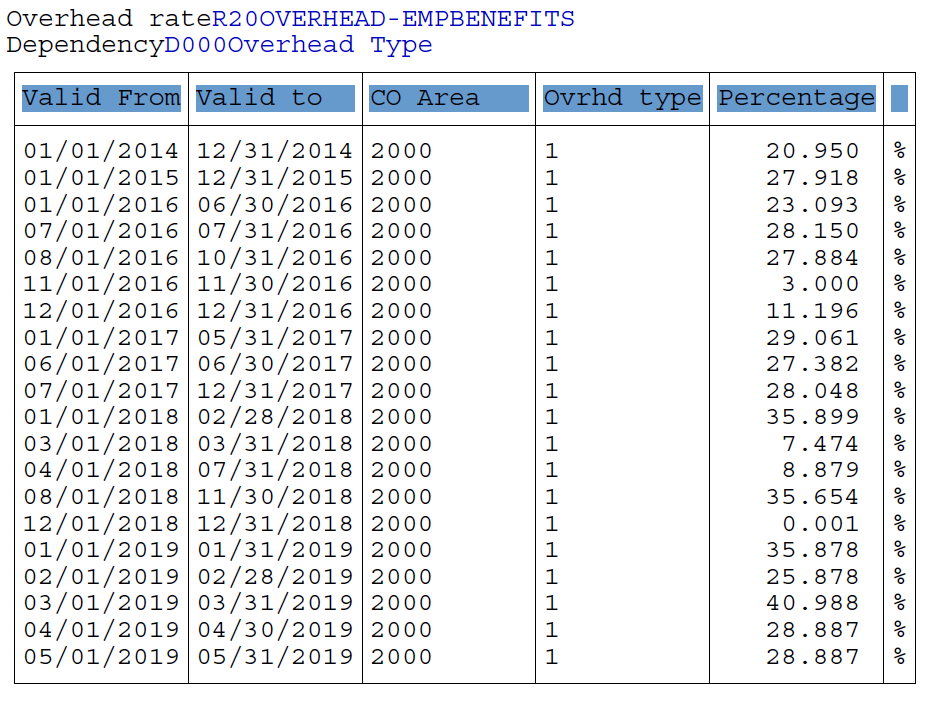 Overhead rateR20OVERHEAD-EMPBENEFITS
DependencyD000Overhead Type
Valid From Valid to CO Area Ovrhd type Percentage
01/01/2014 12/31/2014 2000 1 20.950 %
01/01/2015 12/31/2015 2000 1 27.918 %
01/01/2016 06/30/2016 2000 1 23.093 %
07/01/2016 07/31/2016 2000 1 28.150 %
08/01/2016 10/31/2016 2000 1 27.884 %
11/01/2016 11/30/2016 2000 1 3.000 %
12/01/2016 12/31/2016 2000 1 11.196 %
01/01/2017 05/31/2017 2000 1 29.061 %
06/01/2017 06/30/2017 2000 1 27.382 %
07/01/2017 12/31/2017 2000 1 28.048 %
01/01/2018 02/28/2018 2000 1 35.899 %
03/01/2018 03/31/2018 2000 1 7.474 %
04/01/2018 07/31/2018 2000 1 8.879 %
08/01/2018 11/30/2018 2000 1 35.654 %
12/01/2018 12/31/2018 2000 1 0.001 %
01/01/2019 01/31/2019 2000 1 35.878 %
02/01/2019 02/28/2019 2000 1 25.878 %
03/01/2019 03/31/2019 2000 1 40.988 %
04/01/2019 04/30/2019 2000 1 28.887 %
05/01/2019 05/31/2019 2000 1 28.887 %